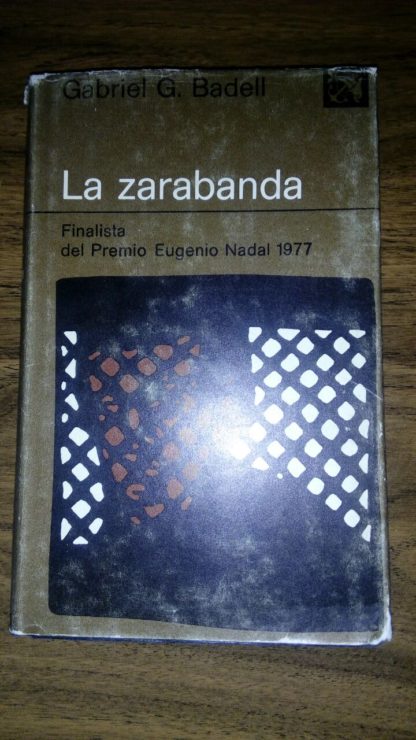 Gabriel G. Badell
La zarabanda
Finalista
del Premio Eugenio Nadal 1977